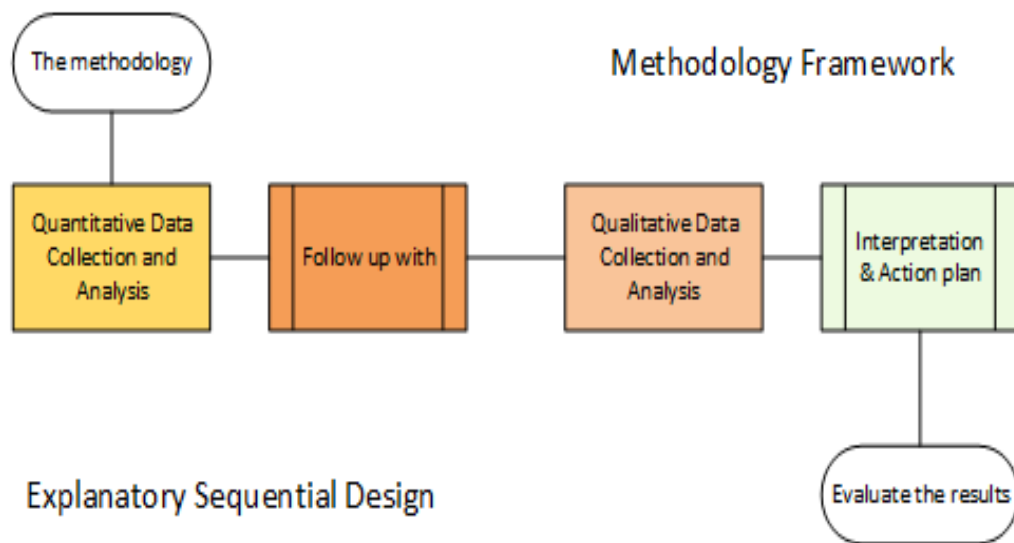 The methodology
Methodology Framework
Quantitative Data
Collection and
Analysis
Follow up with
Qualitative Data
Collection and
Analysis
Interpretation
& Action plan
Explanatory Sequential Design
Evaluate the results